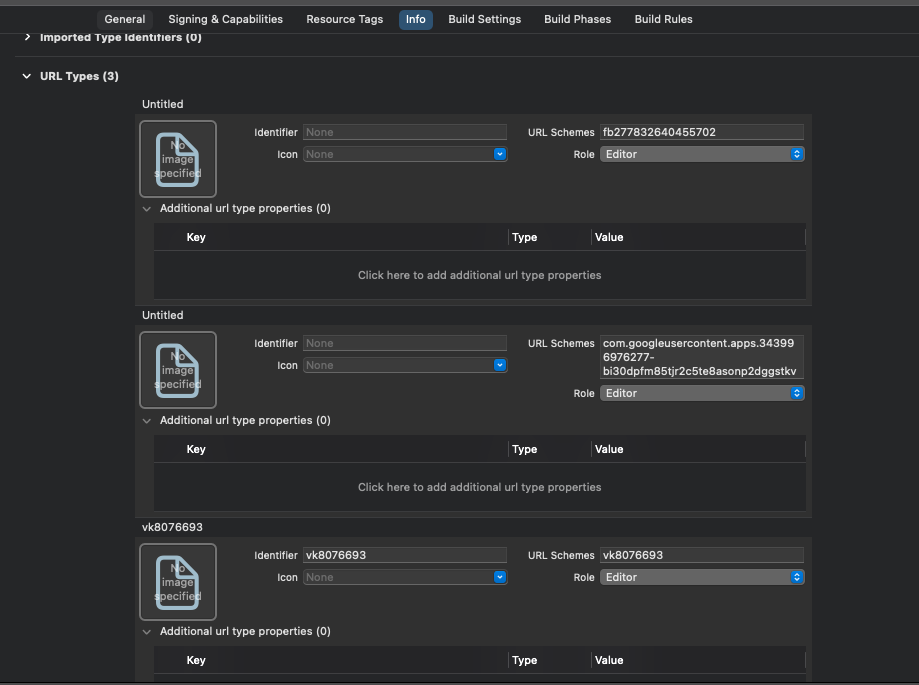 General Signing & Capabilities Resource Tags Info Build Settings Build Phases Build Rules
Imported Type Identifiers (0)
URL Types (3)
Untitled
No image specified
Identifier None URL Schemes fb277832640455702
Icon None Role Editor
Additional url type properties (0)
Key Type Value
Click here to add additional url type properties
Untitled
No image specified
Identifier None URL Schemes com.googleusercontent.apps.34399
6976277-
bi30dpfm85tjr2c5te8asonp2dggstkv
Icon None
Role Editor
Additional url type properties (0)
Key Type Value
Click here to add additional url type properties
vk8076693
No image specified
Identifier vk8076693 URL Schemes vk8076693
Icon None Role Editor
Additional url type properties (0)
Key Type Value